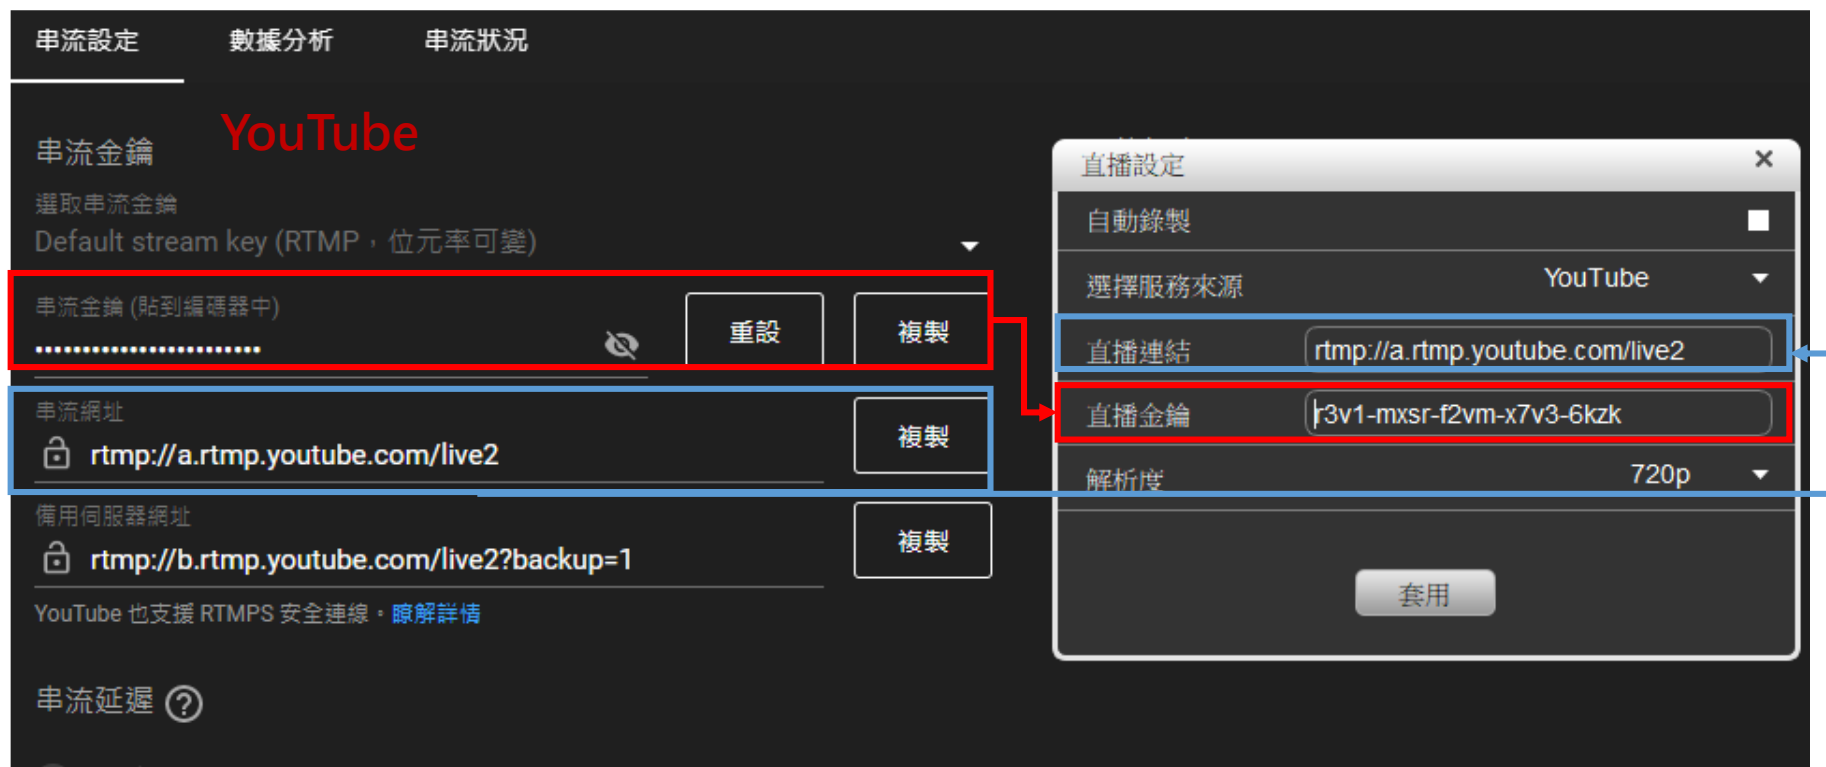 串流設定 數據分析 串流狀況
YouTube
串流金鑰
選取串流金鑰
Default stream key (RTMP，位元率可變)
串流金鑰 (貼到編碼器中)
••••••••••••••••••••••••
重設
複製
串流網址
rtmp://a.rtmp.youtube.com/live2
複製
備用伺服器網址
rtmp://b.rtmp.youtube.com/live2?backup=1
複製
YouTube 也支援 RTMPS 安全連線。瞭解詳情
串流延遲 ?
直播設定 ×
自動錄製
選擇服務來源 YouTube
直播連結 rtmp://a.rtmp.youtube.com/live2
直播金鑰 r3v1-mxsr-f2vm-x7v3-6kzk
解析度 720p
套用